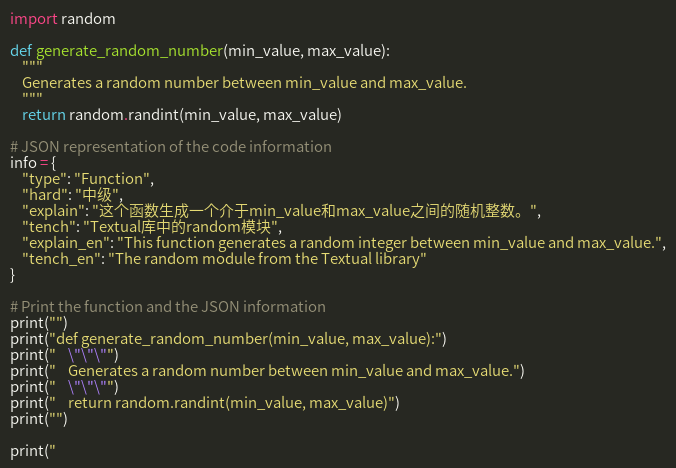 import random
def generate_random_number(min_value, max_value):
"""
Generates a random number between min_value and max_value.
"""
return random.randint(min_value, max_value)
# JSON representation of the code information
info = {
"type": "Function",
"hard": "中级",
"explain": "这个函数生成一个介于min_value和max_value之间的随机整数。",
"tench": "Textual库中的random模块",
"explain_en": "This function generates a random integer between min_value and max_value.",
"tench_en": "The random module from the Textual library"
}
# Print the function and the JSON information
print("")
print("def generate_random_number(min_value, max_value):")
print("    \"\"\"")
print("    Generates a random number between min_value and max_value.")
print("    \"\"\"")
print("    return random.randint(min_value, max_value)")
print("")
print("